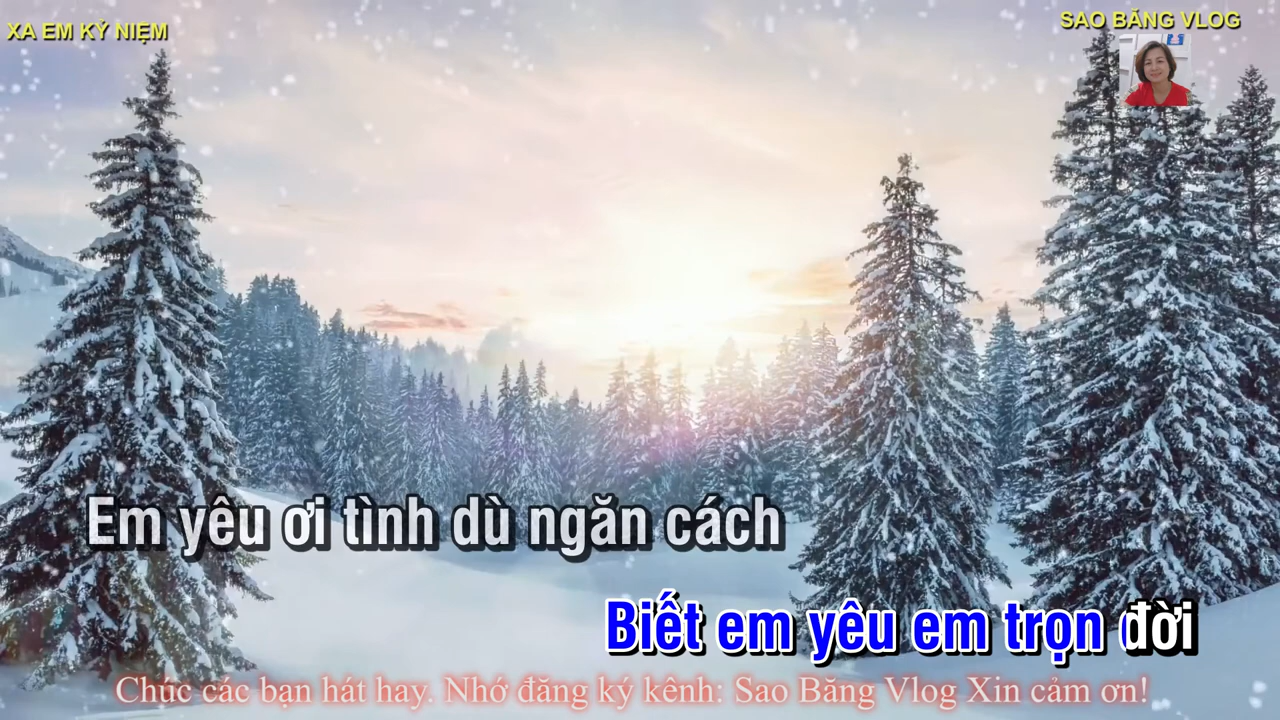 XA EM KỶ NIỆM
SAO BĂNG VLOG
Em yêu ơi tình dù ngăn cách
Biết em yêu em trọn đời
Chúc các bạn hát hay. Nhớ đăng ký kênh: Sao Băng Vlog Xin cảm ơn!